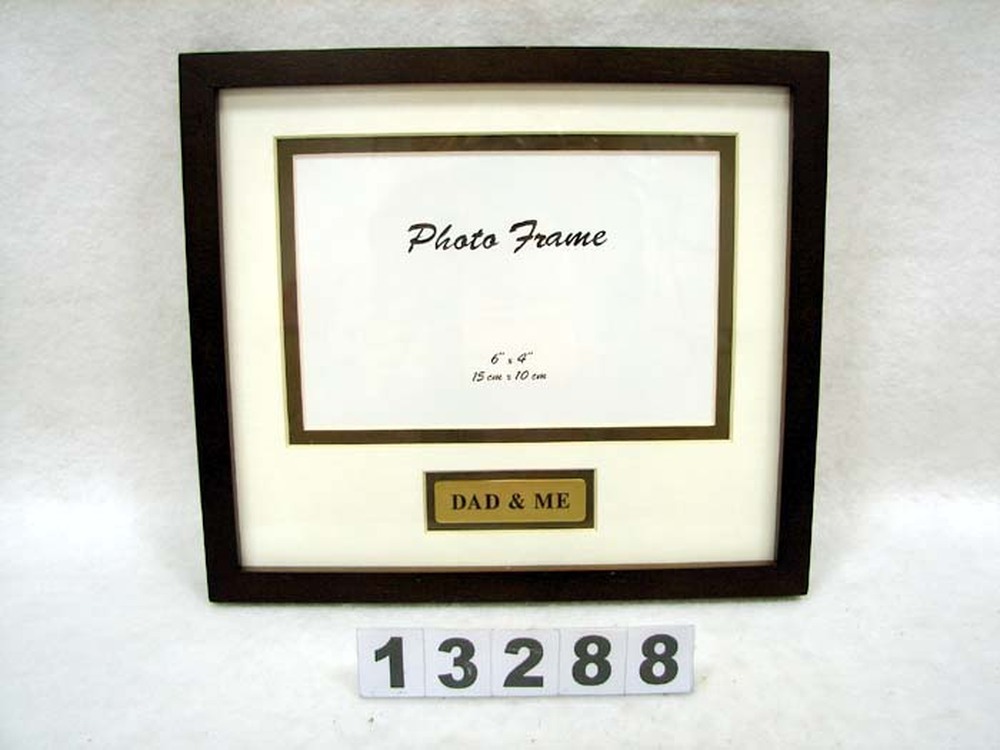 Photo Frame
6" x 4"
15 cm x 10 cm
DAD & ME
13288